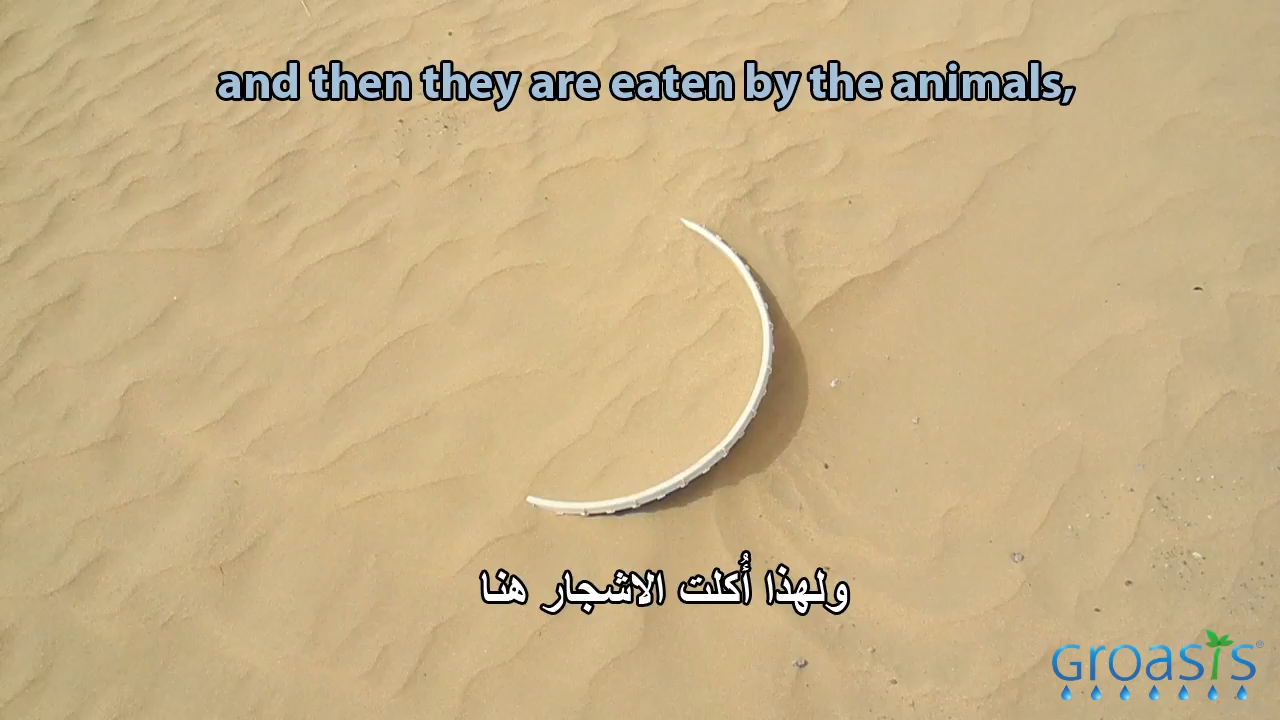 and then they are eaten by the animals,
ولهذا أُكلت الاشجار هنا
GROASIS